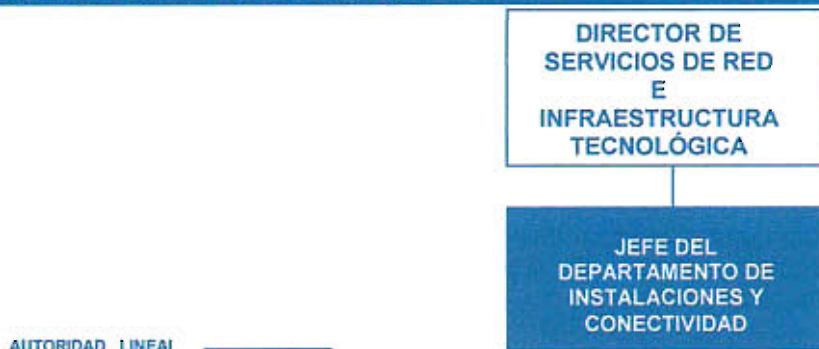 DIRECTOR DE
SERVICIOS DE RED
E
INFRAESTRUCTURA
TECNOLÓGICA
JEFE DEL
DEPARTAMENTO DE
INSTALACIONES Y
CONECTIVIDAD
AUTORIDAD LINEAL